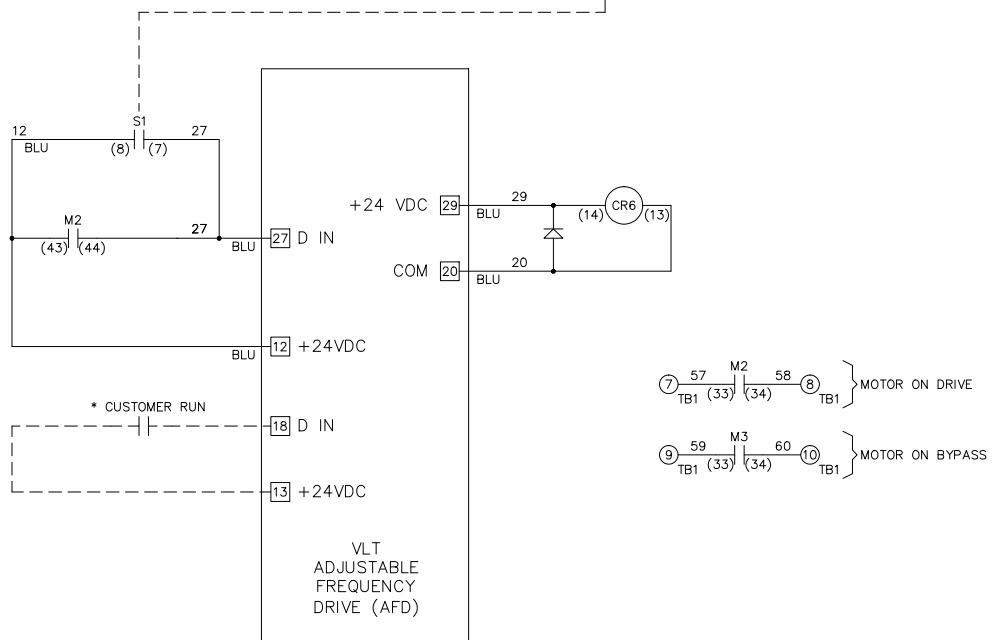 S1
12 27
BLU (8) (7)
M2
27
(43) (44)
BLU 27 D IN
BLU 12 +24VDC
* CUSTOMER RUN
18 D IN
13 +24VDC
+24 VDC 29 29
BLU (14) CR6 (13)
COM 20 20
BLU
VLT
ADJUSTABLE
FREQUENCY
DRIVE (AFD)
M2
7 57 58 8 MOTOR ON DRIVE
TB1 (33) (34) TB1
M3
9 59 60 10 MOTOR ON BYPASS
TB1 (33) (34) TB1